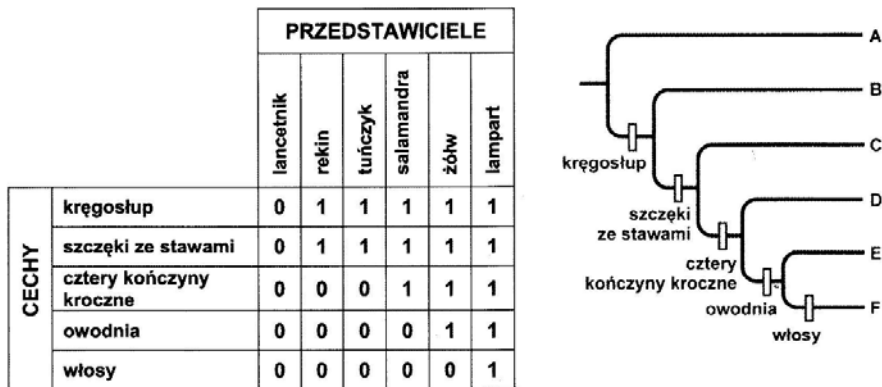 PRZEDSTAWICIELE
lancetnik rekin tuńczyk salamandra żółw lampart
CECHY
kręgosłup 0 1 1 1 1 1
szczęki ze stawami 0 1 1 1 1 1
cztery kończyny
kroczne 0 0 0 1 1 1
owodnia 0 0 0 0 1 1
włosy 0 0 0 0 0 1
A
B
kręgosłup
C
szczęki
ze stawami
D
cztery
kończyny kroczne
E
owodnia
F
włosy